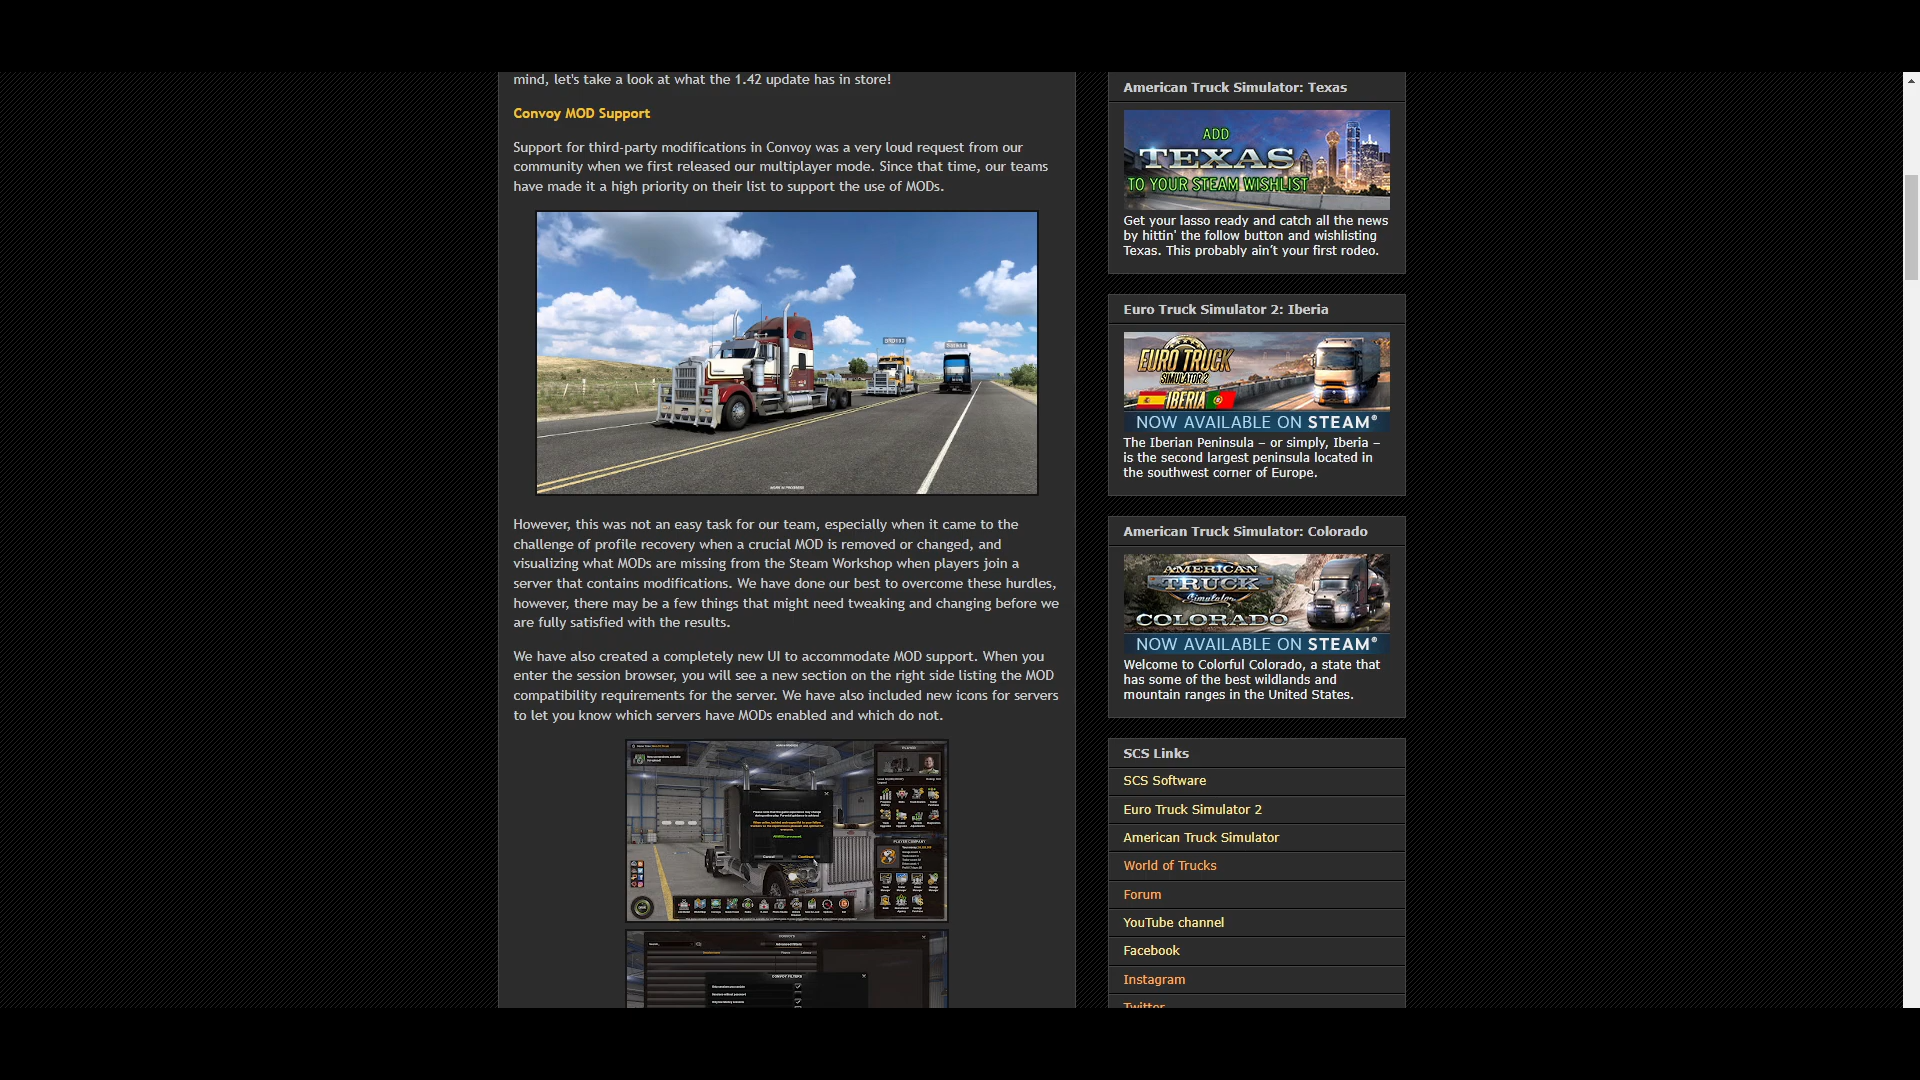 mind, let's take a look at what the 1.42 update has in store!
Convoy MOD Support
Support for third-party modifications in Convoy was a very loud request from our
community when we first released our multiplayer mode. Since that time, our teams
have made it a high priority on their list to support the use of MODs.
However, this was not an easy task for our team, especially when it came to the
challenge of profile recovery when a crucial MOD is removed or changed, and
visualizing what MODs are missing from the Steam Workshop when players join a
server that contains modifications. We have done our best to overcome these hurdles,
however, there may be a few things that might need tweaking and changing before we
are fully satisfied with the results.
We have also created a completely new UI to accommodate MOD support. When you
enter the session browser, you will see a new section on the right side listing the MOD
compatibility requirements for the server. We have also included new icons for servers
to let you know which servers have MODs enabled and which do not.
Cancel
Continue
American Truck Simulator: Texas
ADD
TEXAS
TO YOUR STEAM WISHLIST
Get your lasso ready and catch all the news
by hittin' the follow button and wishlisting
Texas. This probably ain’t your first rodeo.
Euro Truck Simulator 2: Iberia
EURO TRUCK
SIMULATOR 2
IBERIA
NOW AVAILABLE ON STEAM®
The Iberian Peninsula – or simply, Iberia –
is the second largest peninsula located in
the southwest corner of Europe.
American Truck Simulator: Colorado
AMERICAN
TRUCK
Simulator
COLORADO
NOW AVAILABLE ON STEAM®
Welcome to Colorful Colorado, a state that
has some of the best wildlands and
mountain ranges in the United States.
SCS Links
SCS Software
Euro Truck Simulator 2
American Truck Simulator
World of Trucks
Forum
YouTube channel
Facebook
Instagram
Twitter